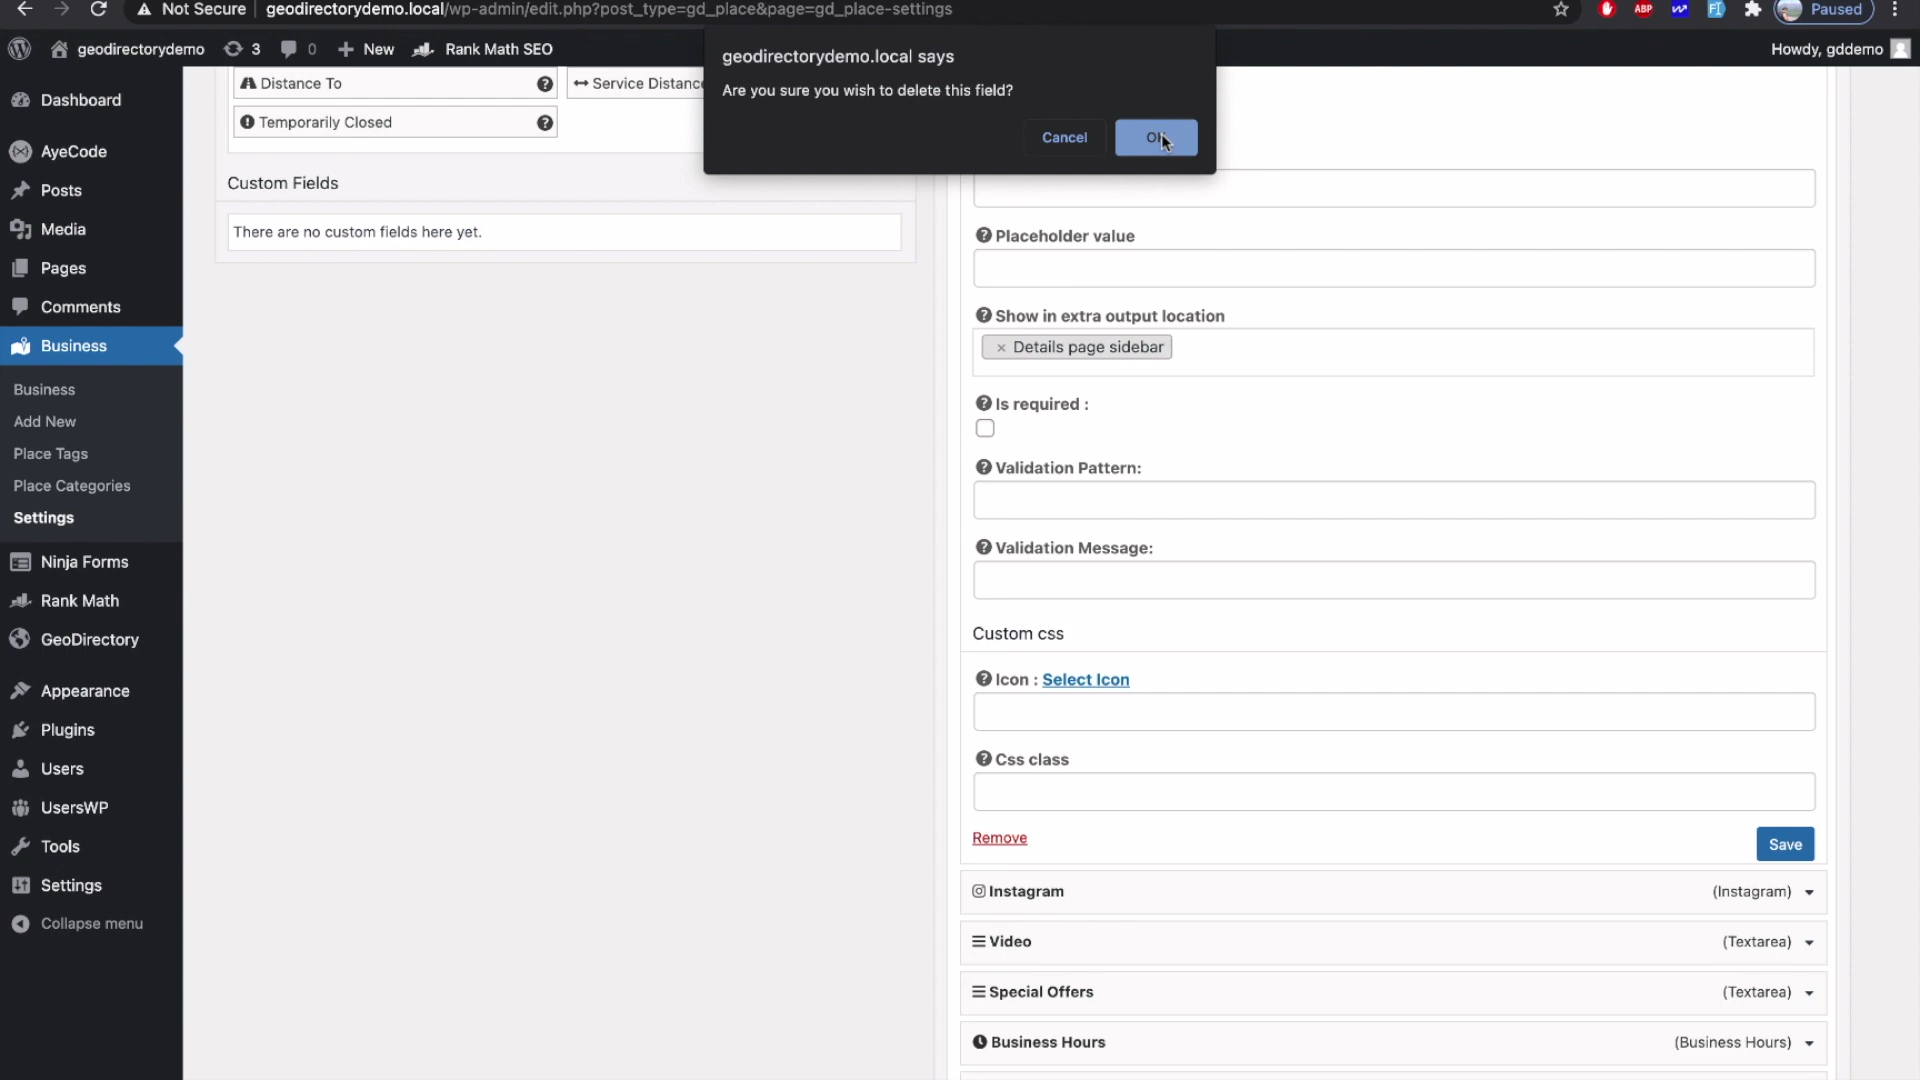 Not Secure geodirectorydemo.local/wp-admin/edit.php?post_type=gd_place&page=gd_place-settings
ABP
Paused
geodirectorydemo 3 0 New Rank Math SEO
Howdy, gddemo
geodirectorydemo.local says
Are you sure you wish to delete this field?
Cancel
Dashboard
AyeCode
Posts
Media
Pages
Comments
Business
Business
Add New
Place Tags
Place Categories
Settings
Ninja Forms
Rank Math
GeoDirectory
Appearance
Plugins
Users
UsersWP
Tools
Settings
Collapse menu
Distance To
Service Distance
Temporarily Closed
Custom Fields
There are no custom fields here yet.
Placeholder value
Show in extra output location
× Details page sidebar
Is required :
Validation Pattern:
Validation Message:
Custom css
Icon : Select Icon
Css class
Remove
Save
Instagram (Instagram)
Video (Textarea)
Special Offers (Textarea)
Business Hours (Business Hours)